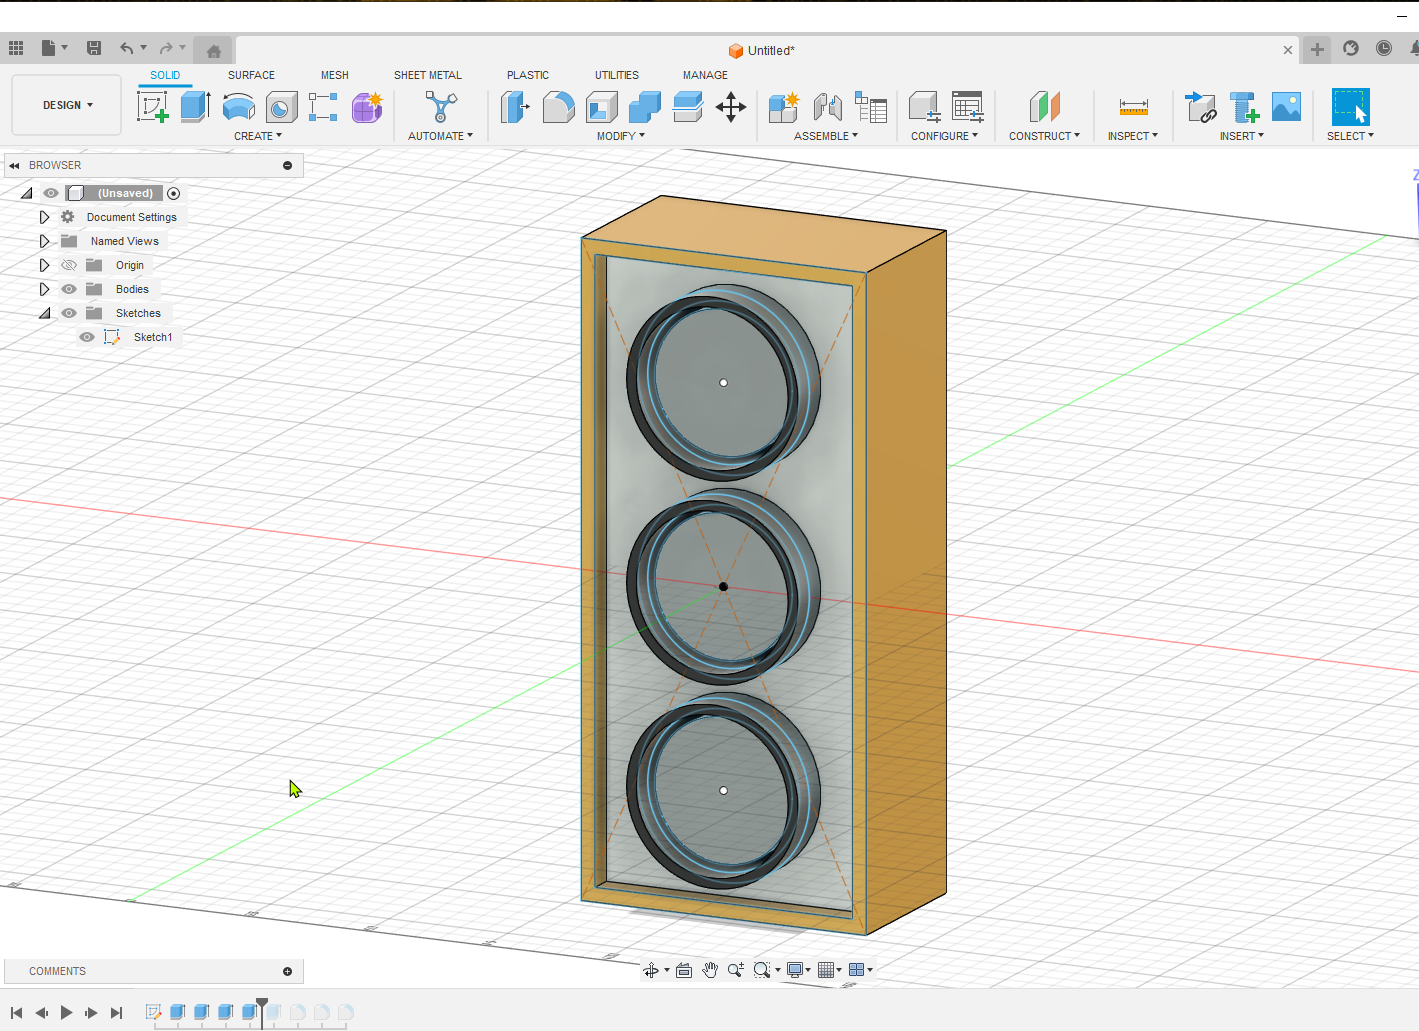 Untitled*
SOLID SURFACE MESH SHEET METAL PLASTIC UTILITIES MANAGE
DESIGN
CREATE AUTOMATE MODIFY ASSEMBLE CONFIGURE CONSTRUCT INSPECT INSERT SELECT
BROWSER
(Unsaved)
Document Settings
Named Views
Origin
Bodies
Sketches
Sketch1
Z
COMMENTS